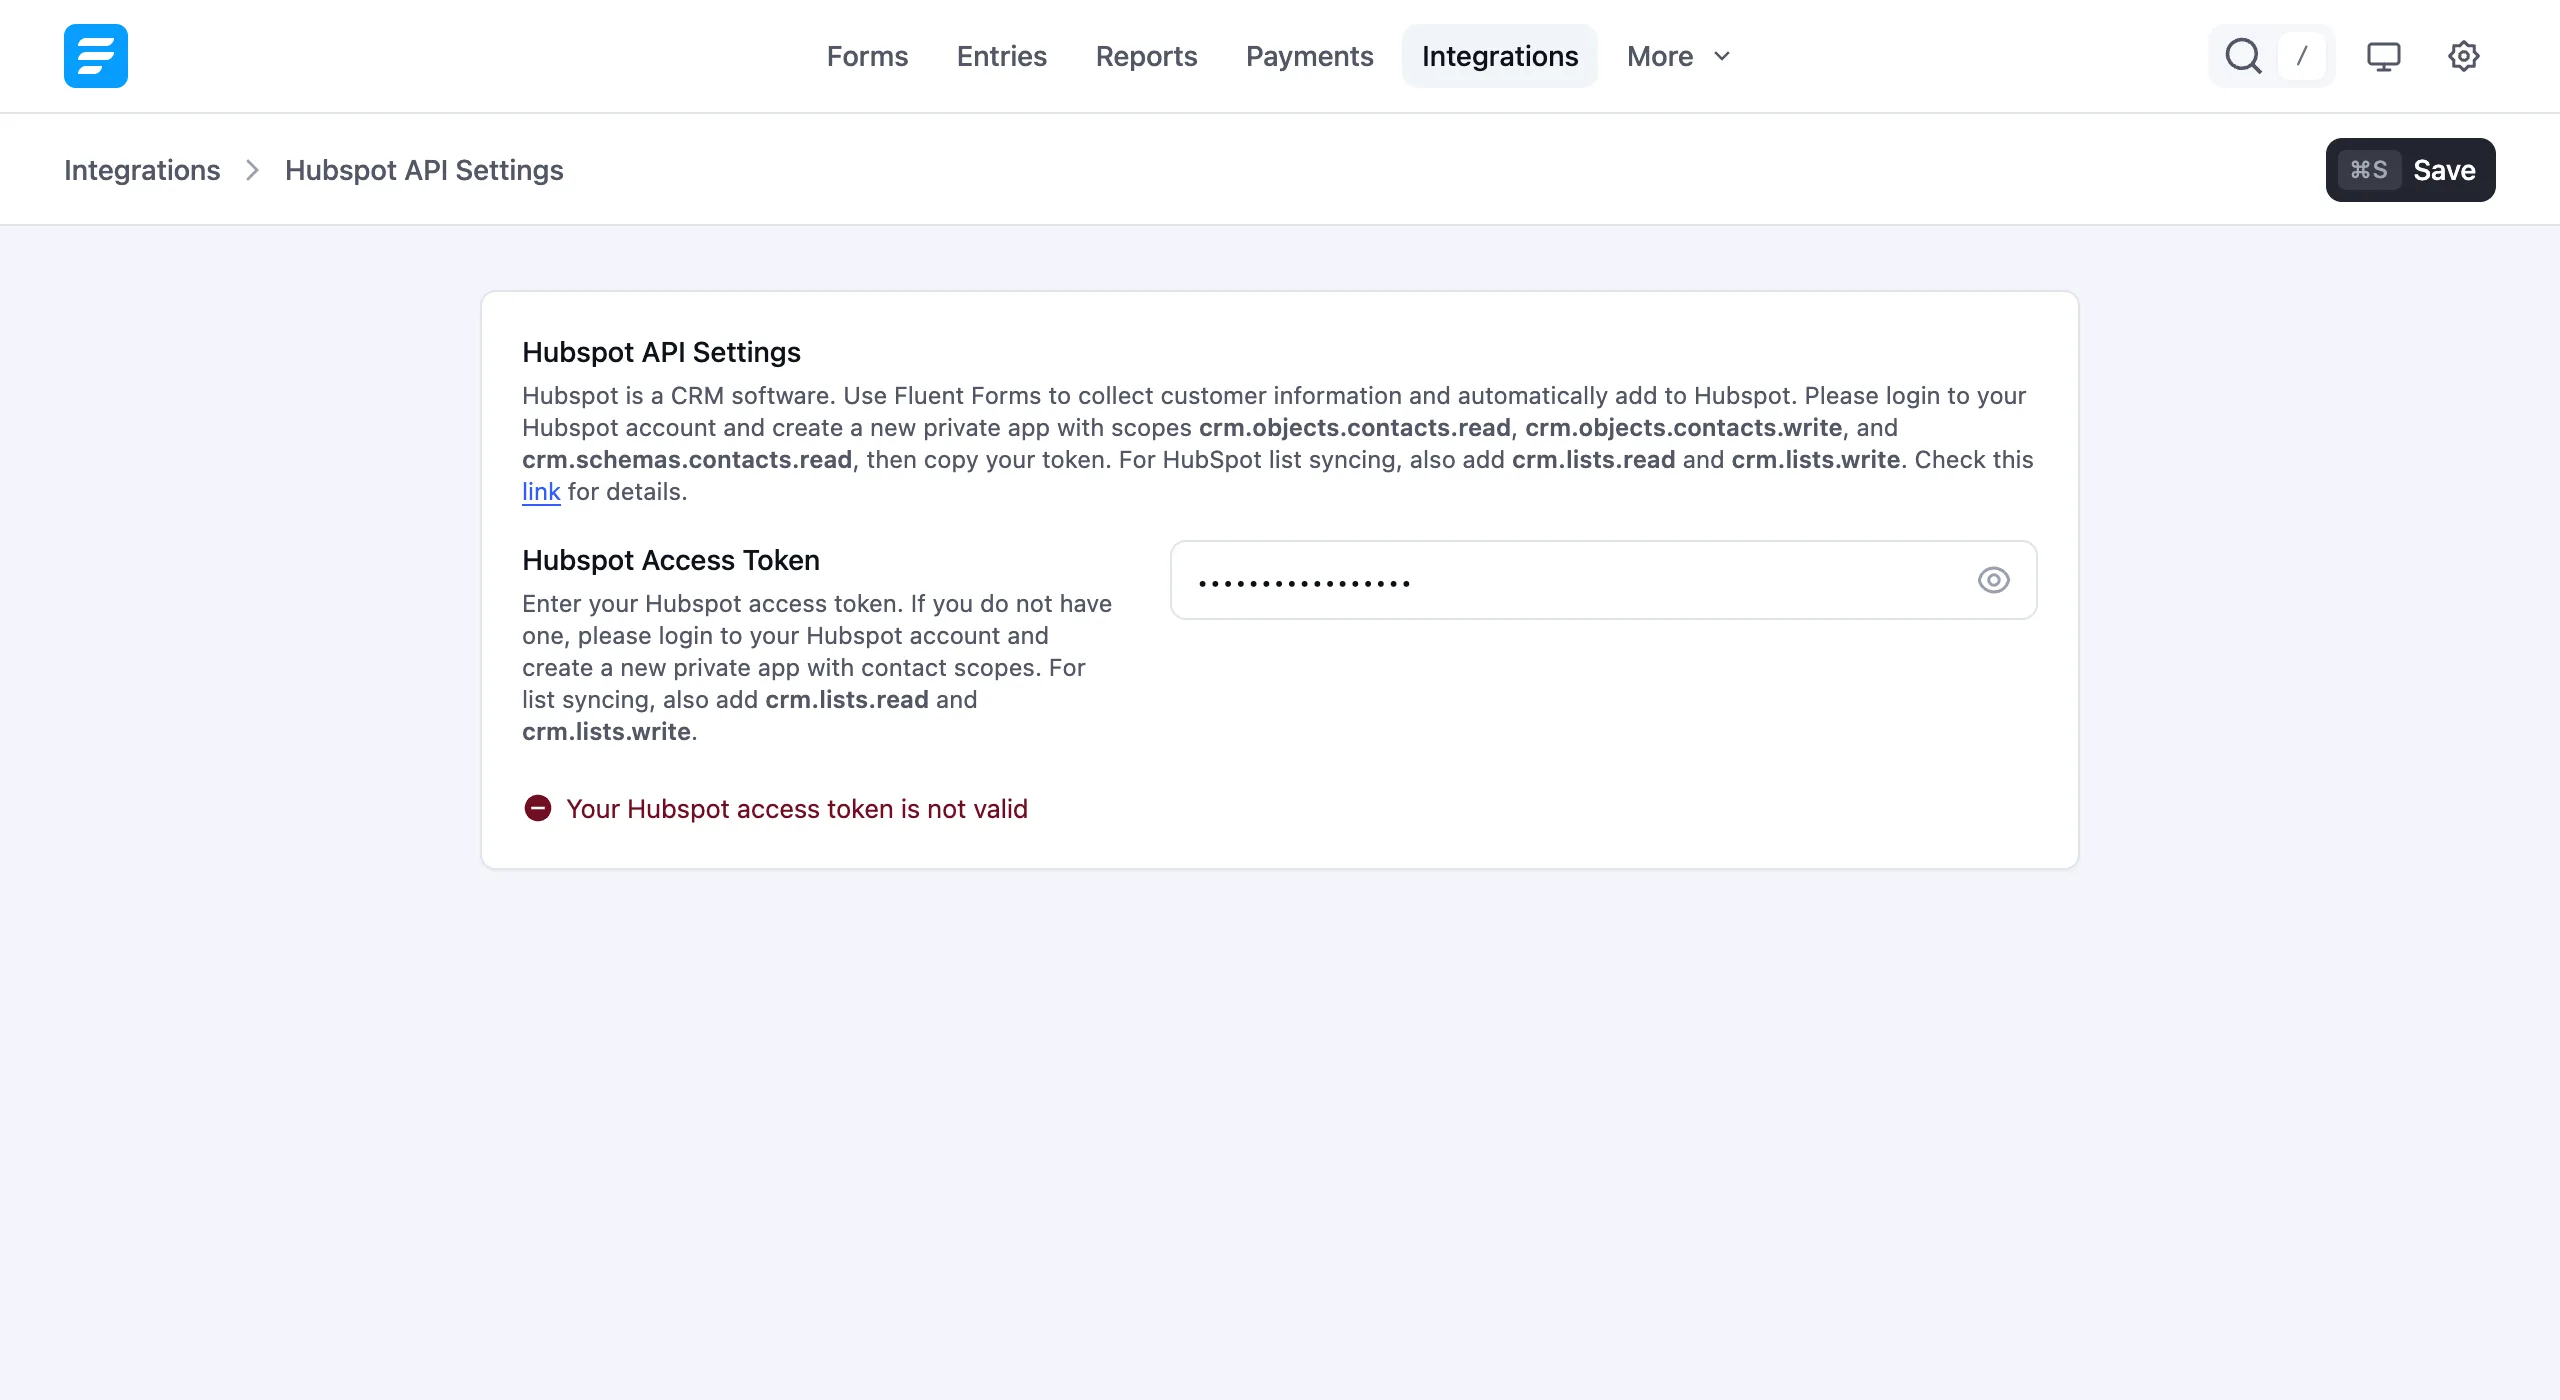 Forms Entries Reports Payments Integrations More /
Integrations > Hubspot API Settings ⌘S Save
Hubspot API Settings
Hubspot is a CRM software. Use Fluent Forms to collect customer information and automatically add to Hubspot. Please login to your
Hubspot account and create a new private app with scopes crm.objects.contacts.read, crm.objects.contacts.write, and
crm.schemas.contacts.read, then copy your token. For HubSpot list syncing, also add crm.lists.read and crm.lists.write. Check this
link for details.
Hubspot Access Token
•••••••••••••••••
Enter your Hubspot access token. If you do not have
one, please login to your Hubspot account and
create a new private app with contact scopes. For
list syncing, also add crm.lists.read and
crm.lists.write.
Your Hubspot access token is not valid